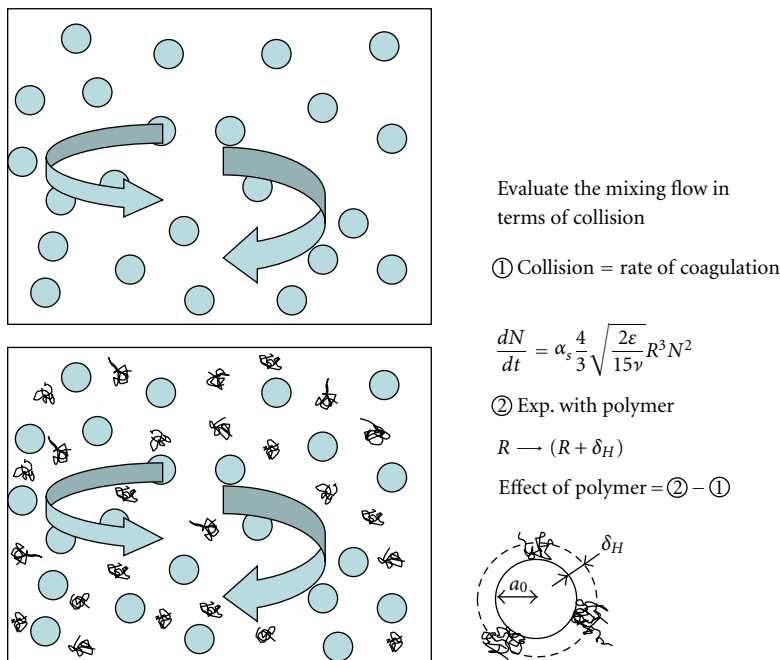 Evaluate the mixing flow in
terms of collision
① Collision = rate of coagulation
dN/dt = αₛ 4/3 √(2ε/15ν) R³N²
② Exp. with polymer
R ⟶ (R + δ_H)
Effect of polymer = ② − ①
δ_H
a₀